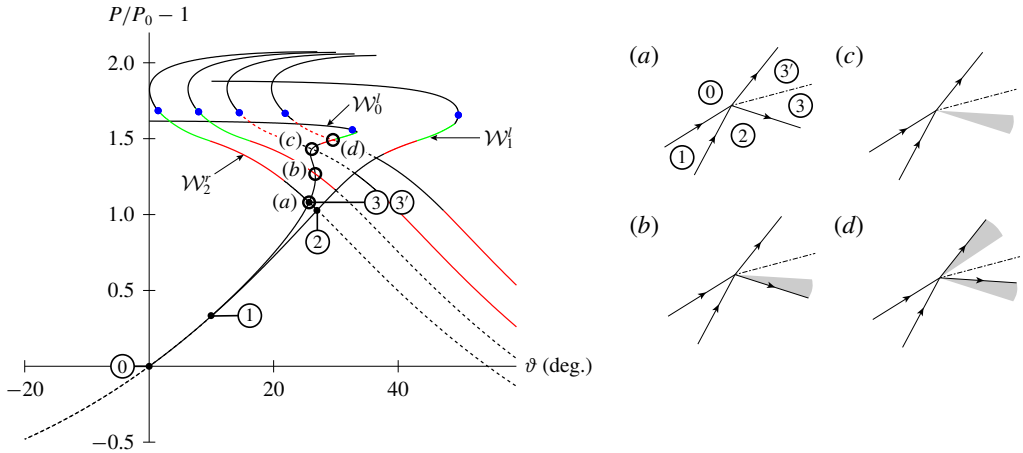 P/P₀ − 1
2.0
1.5
1.0
0.5
−0.5
−20
20
40
ϑ (deg.)
𝒲₀ˡ
𝒲₁ˡ
𝒲₂ʳ
(c)
(d)
(b)
(a)
3
3′
2
1
0
(a)
0
3′
3
2
1
(c)
(b)
(d)